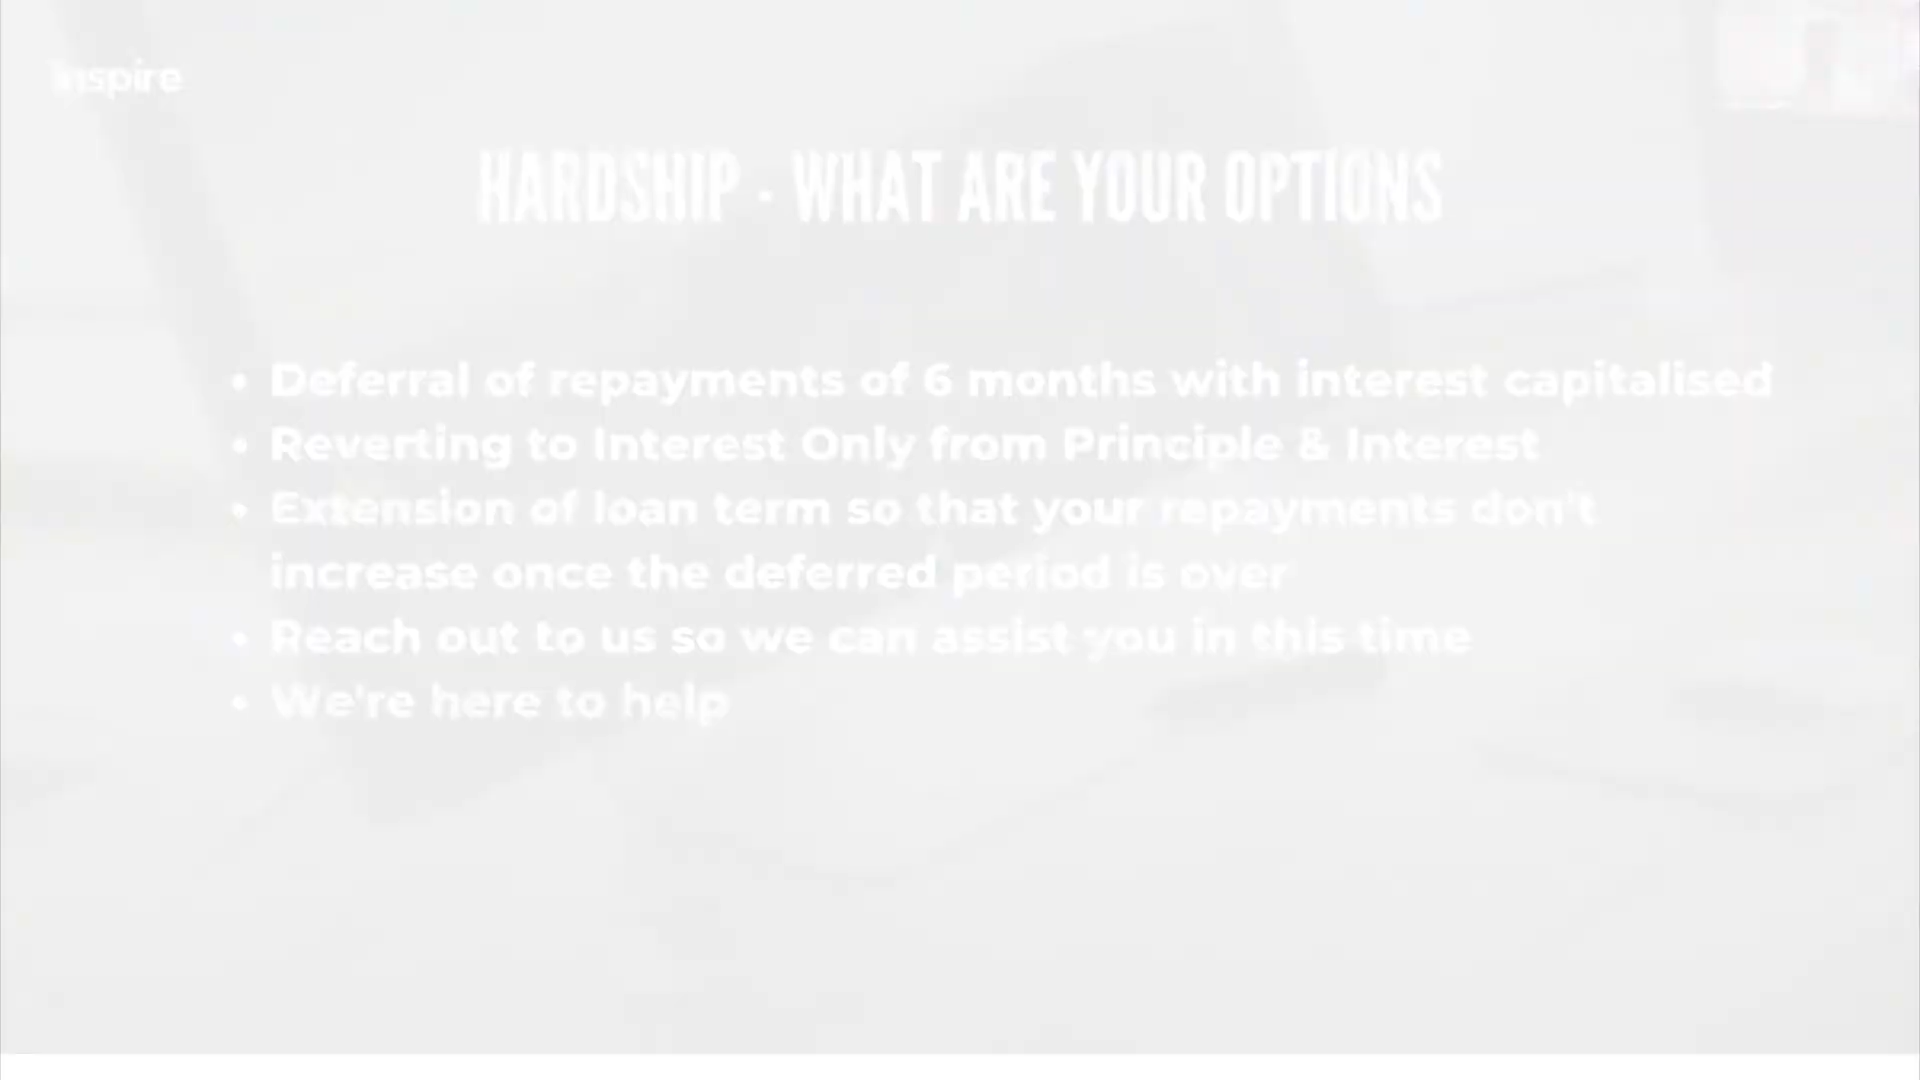 inspire
HARDSHIP - WHAT ARE YOUR OPTIONS
• Deferral of repayments of 6 months with interest capitalised
• Reverting to Interest Only from Principle & Interest
• Extension of loan term so that your repayments don't
increase once the deferred period is over
• Reach out to us so we can assist you in this time
• We're here to help